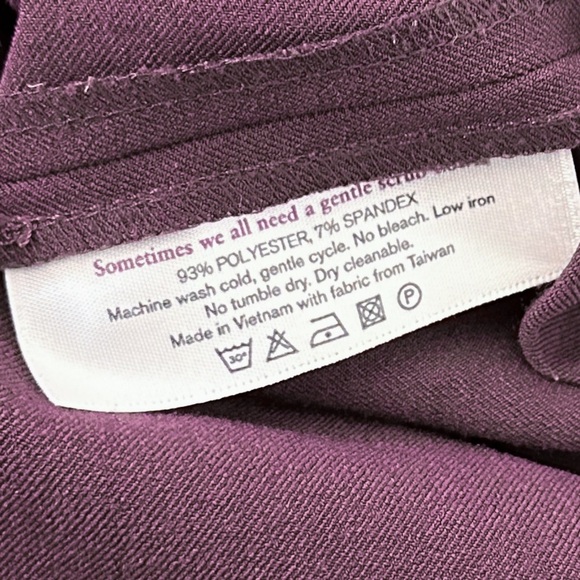 Sometimes we all need a gentle scrub
93% POLYESTER, 7% SPANDEX
Machine wash cold, gentle cycle. No bleach. Low iron
No tumble dry. Dry cleanable.
Made in Vietnam with fabric from Taiwan
30° P